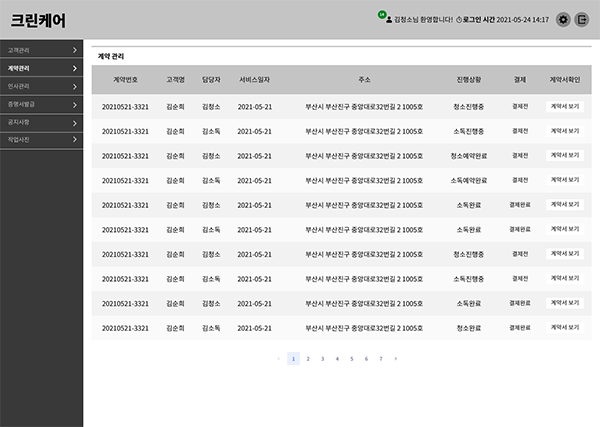 크린케어
14
김청소님 환영합니다! 로그인 시간 2021-05-24 14:17
고객관리
계약관리
인사관리
증명서발급
공지사항
작업사진
계약 관리
계약번호 고객명 담당자 서비스일자 주소 진행상황 결제 계약서확인
20210521-3321 김순희 김청소 2021-05-21 부산시 부산진구 중앙대로32번길 2 1005호 청소진행중 결제전 계약서 보기
20210521-3321 김순희 김소독 2021-05-21 부산시 부산진구 중앙대로32번길 2 1005호 소독진행중 결제전 계약서 보기
20210521-3321 김순희 김청소 2021-05-21 부산시 부산진구 중앙대로32번길 2 1005호 청소예약완료 결제전 계약서 보기
20210521-3321 김순희 김소독 2021-05-21 부산시 부산진구 중앙대로32번길 2 1005호 소독예약완료 결제전 계약서 보기
20210521-3321 김순희 김청소 2021-05-21 부산시 부산진구 중앙대로32번길 2 1005호 소독완료 결제완료 계약서 보기
20210521-3321 김순희 김소독 2021-05-21 부산시 부산진구 중앙대로32번길 2 1005호 소독완료 결제완료 계약서 보기
20210521-3321 김순희 김청소 2021-05-21 부산시 부산진구 중앙대로32번길 2 1005호 청소진행중 결제전 계약서 보기
20210521-3321 김순희 김소독 2021-05-21 부산시 부산진구 중앙대로32번길 2 1005호 소독진행중 결제전 계약서 보기
20210521-3321 김순희 김청소 2021-05-21 부산시 부산진구 중앙대로32번길 2 1005호 소독완료 결제완료 계약서 보기
20210521-3321 김순희 김소독 2021-05-21 부산시 부산진구 중앙대로32번길 2 1005호 청소완료 결제완료 계약서 보기
1 2 3 4 5 6 7